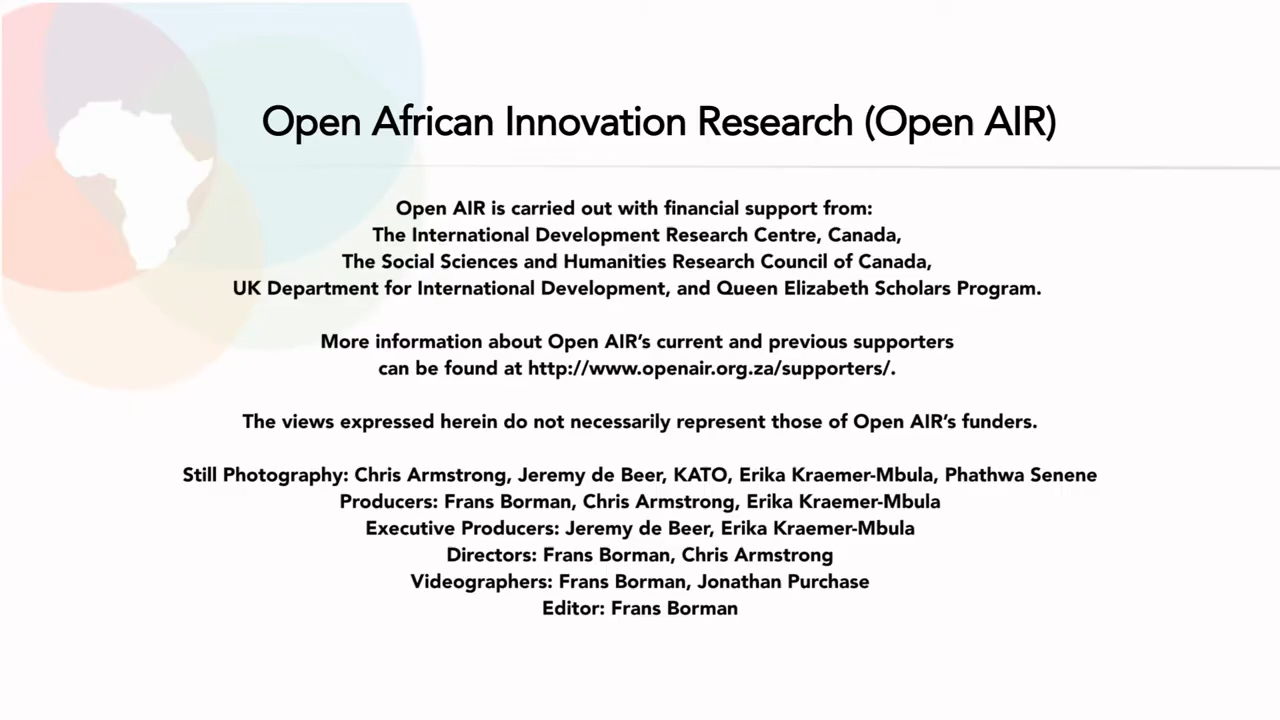 Open African Innovation Research (Open AIR)
Open AIR is carried out with financial support from:
The International Development Research Centre, Canada,
The Social Sciences and Humanities Research Council of Canada,
UK Department for International Development, and Queen Elizabeth Scholars Program.
More information about Open AIR’s current and previous supporters
can be found at http://www.openair.org.za/supporters/.
The views expressed herein do not necessarily represent those of Open AIR’s funders.
Still Photography: Chris Armstrong, Jeremy de Beer, KATO, Erika Kraemer-Mbula, Phathwa Senene
Producers: Frans Borman, Chris Armstrong, Erika Kraemer-Mbula
Executive Producers: Jeremy de Beer, Erika Kraemer-Mbula
Directors: Frans Borman, Chris Armstrong
Videographers: Frans Borman, Jonathan Purchase
Editor: Frans Borman